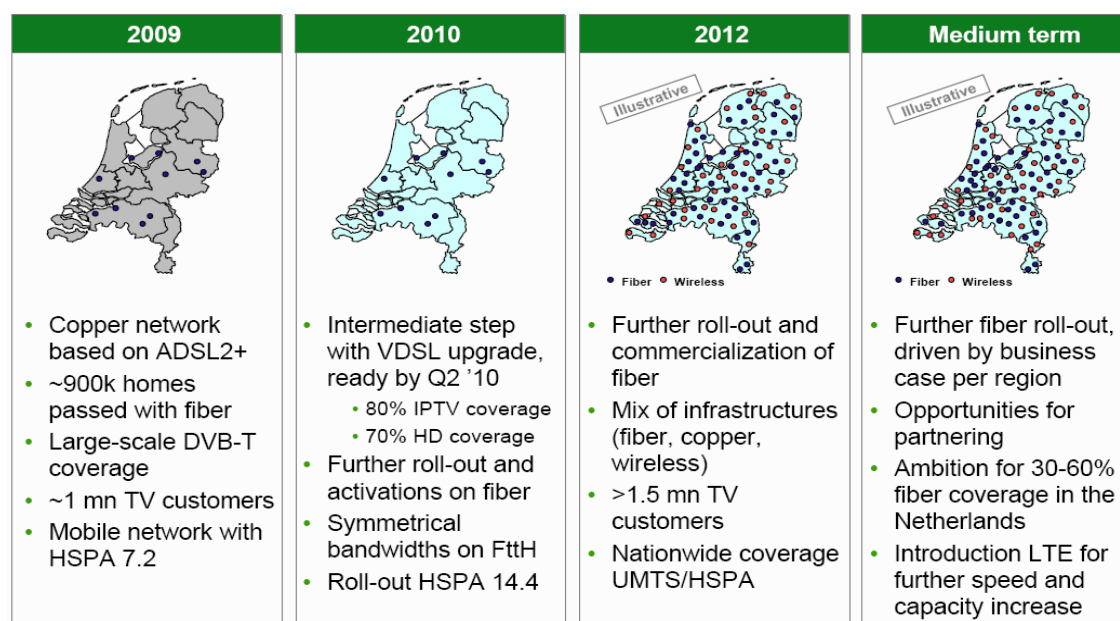 2009
Copper network
based on ADSL2+
~900k homes
passed with fiber
Large-scale DVB-T
coverage
~1 mn TV customers
Mobile network with
HSPA 7.2
2010
Intermediate step
with VDSL upgrade,
ready by Q2 ’10
80% IPTV coverage
70% HD coverage
Further roll-out and
activations on fiber
Symmetrical
bandwidths on FttH
Roll-out HSPA 14.4
2012
Illustrative
Fiber Wireless
Further roll-out and
commercialization of
fiber
Mix of infrastructures
(fiber, copper,
wireless)
>1.5 mn TV
customers
Nationwide coverage
UMTS/HSPA
Medium term
Illustrative
Fiber Wireless
Further fiber roll-out,
driven by business
case per region
Opportunities for
partnering
Ambition for 30-60%
fiber coverage in the
Netherlands
Introduction LTE for
further speed and
capacity increase